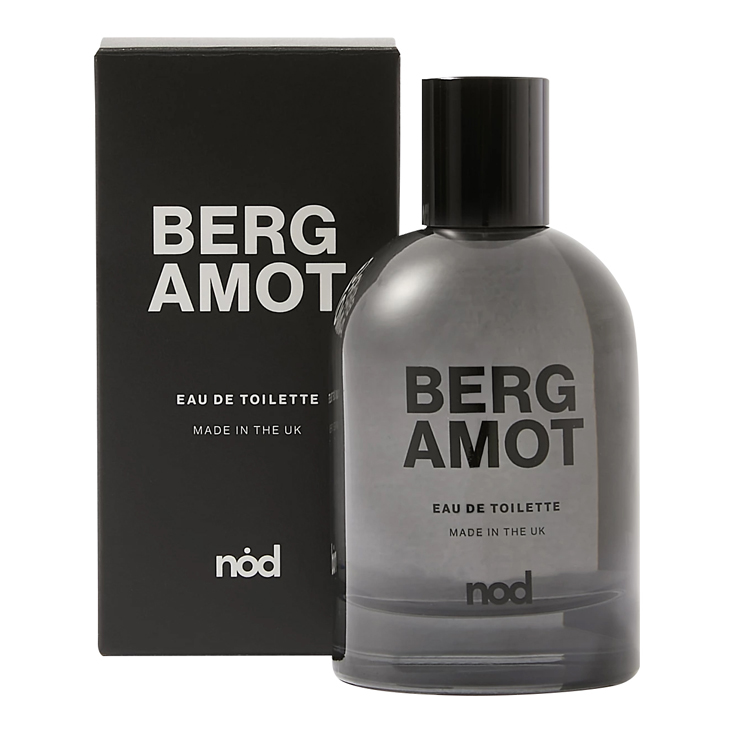 BERG
AMOT
EAU DE TOILETTE
MADE IN THE UK
nȯd
BERG
AMOT
EAU DE TOILETTE
MADE IN THE UK
nod